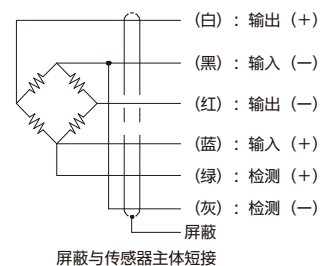 （白）：输出（+）
（黑）：输入（—）
（红）：输出（—）
（蓝）：输入（+）
（绿）：检测（+）
（灰）：检测（—）
屏蔽
屏蔽与传感器主体短接